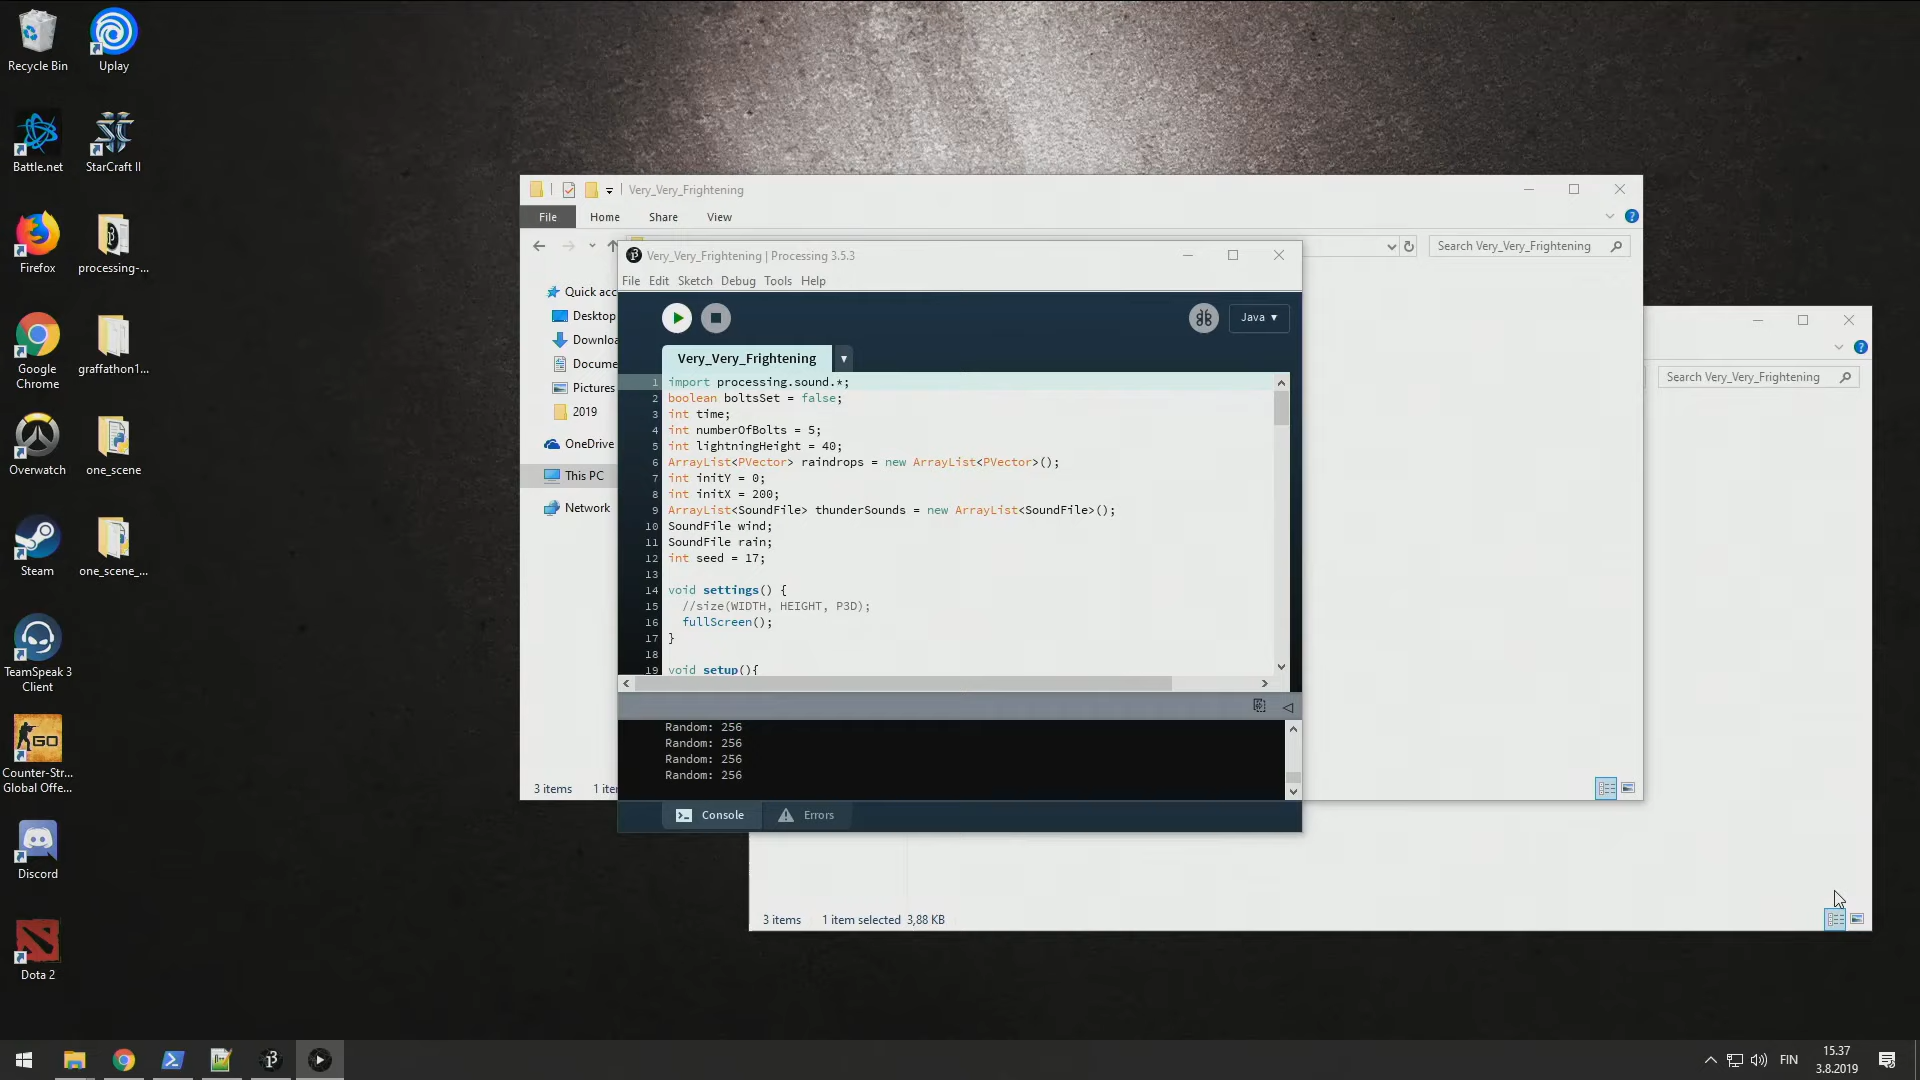 Recycle Bin
Uplay
Battle.net
StarCraft II
Firefox
processing-...
Google
Chrome
graffathon1...
Overwatch
one_scene
Steam
one_scene_...
TeamSpeak 3
Client
Counter-Str...
Global Offe...
Discord
Dota 2
Very_Very_Frightening
File
Home
Share
View
Search Very_Very_Frightening
Quick acc
Desktop
Downloa
Docume
Pictures
2019
OneDrive
This PC
Network
3 items
1 iter
Search Very_Very_Frightening
3 items
1 item selected 3,88 KB
Very_Very_Frightening | Processing 3.5.3
File Edit Sketch Debug Tools Help
Java
Very_Very_Frightening
1 import processing.sound.*;
2 boolean boltsSet = false;
3 int time;
4 int numberOfBolts = 5;
5 int lightningHeight = 40;
6 ArrayList<PVector> raindrops = new ArrayList<PVector>();
7 int initY = 0;
8 int initX = 200;
9 ArrayList<SoundFile> thunderSounds = new ArrayList<SoundFile>();
10 SoundFile wind;
11 SoundFile rain;
12 int seed = 17;
13
14 void settings() {
15 //size(WIDTH, HEIGHT, P3D);
16 fullScreen();
17 }
18
19 void setup(){
Random: 256
Random: 256
Random: 256
Random: 256
Console
Errors
FIN
15.37
3.8.2019